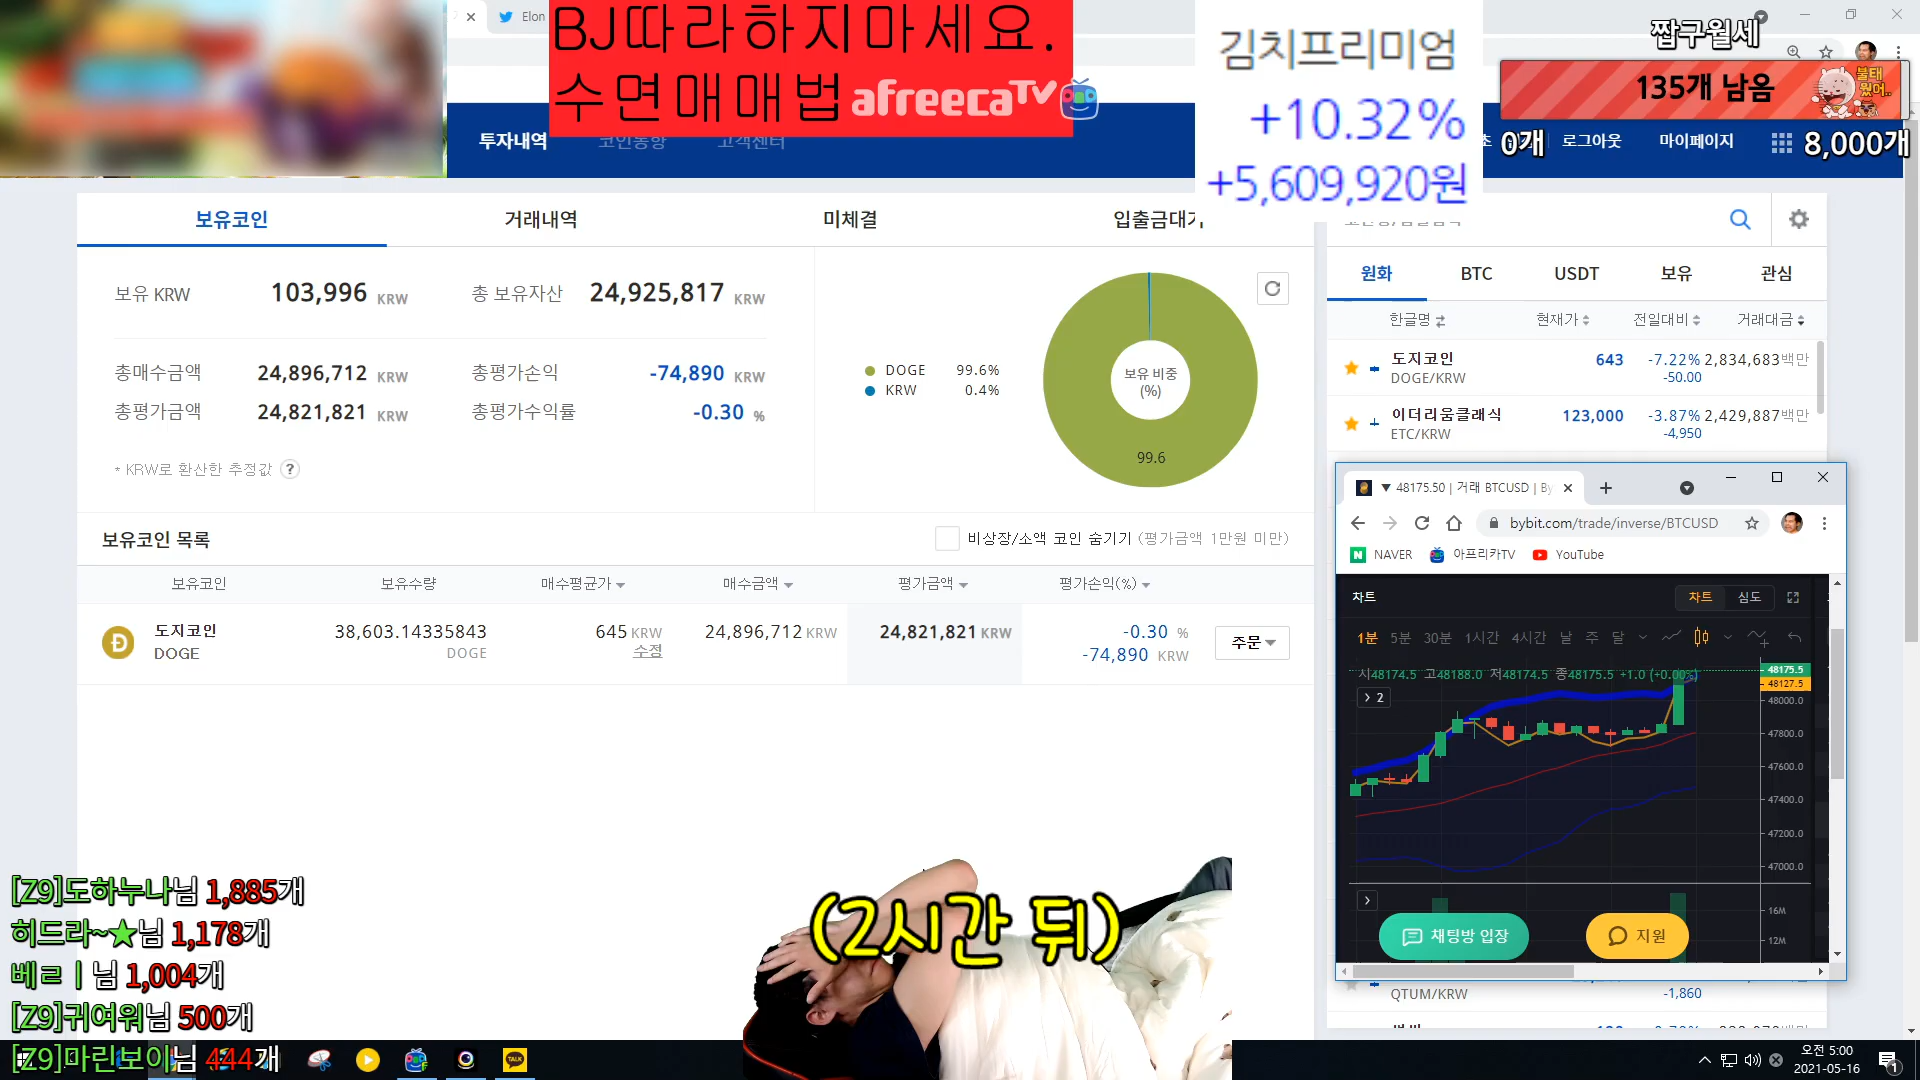 Elon
BJ따라하지마세요.
수면매매법
afreecaTV
김치프리미엄
+10.32%
+5,609,920원
짭구월세
135개 남음
불태웠어..
0개
8,000개
투자내역
코인동향
고객센터
로그아웃
마이페이지
보유코인
거래내역
미체결
입출금대기
보유 KRW
103,996 KRW
총 보유자산
24,925,817 KRW
총매수금액
24,896,712 KRW
총평가손익
-74,890 KRW
총평가금액
24,821,821 KRW
총평가수익률
-0.30 %
* KRW로 환산한 추정값 ?
DOGE 99.6%
KRW 0.4%
보유 비중
(%)
99.6
보유코인 목록
비상장/소액 코인 숨기기 (평가금액 1만원 미만)
보유코인 보유수량 매수평균가 매수금액 평가금액 평가손익(%)
도지코인
DOGE
38,603.14335843
DOGE
645 KRW
수정
24,896,712 KRW
24,821,821 KRW
-0.30 %
-74,890 KRW
주문
원화 BTC USDT 보유 관심
한글명 현재가 전일대비 거래대금
도지코인 643 -7.22% 2,834,683백만
DOGE/KRW -50.00
이더리움클래식 123,000 -3.87% 2,429,887백만
ETC/KRW -4,950
▼ 48175.50 | 거래 BTCUSD | By
bybit.com/trade/inverse/BTCUSD
NAVER 아프리카TV YouTube
차트
차트 심도
1분 5분 30분 1시간 4시간 날 주 달
시48174.5 고48188.0 저48174.5 종48175.5 +1.0 (+0.00%)
2
48175.5
48127.5
48000.0
47800.0
47600.0
47400.0
47200.0
47000.0
16M
12M
채팅방 입장
지원
QTUM/KRW -1,860
(2시간 뒤)
[Z9]도하누나님 1,885개
히드라~★님 1,178개
베ㄹㅣ님 1,004개
[Z9]귀여워님 500개
[Z9]마린보이님 444개
TALK
오전 5:00
2021-05-16
1